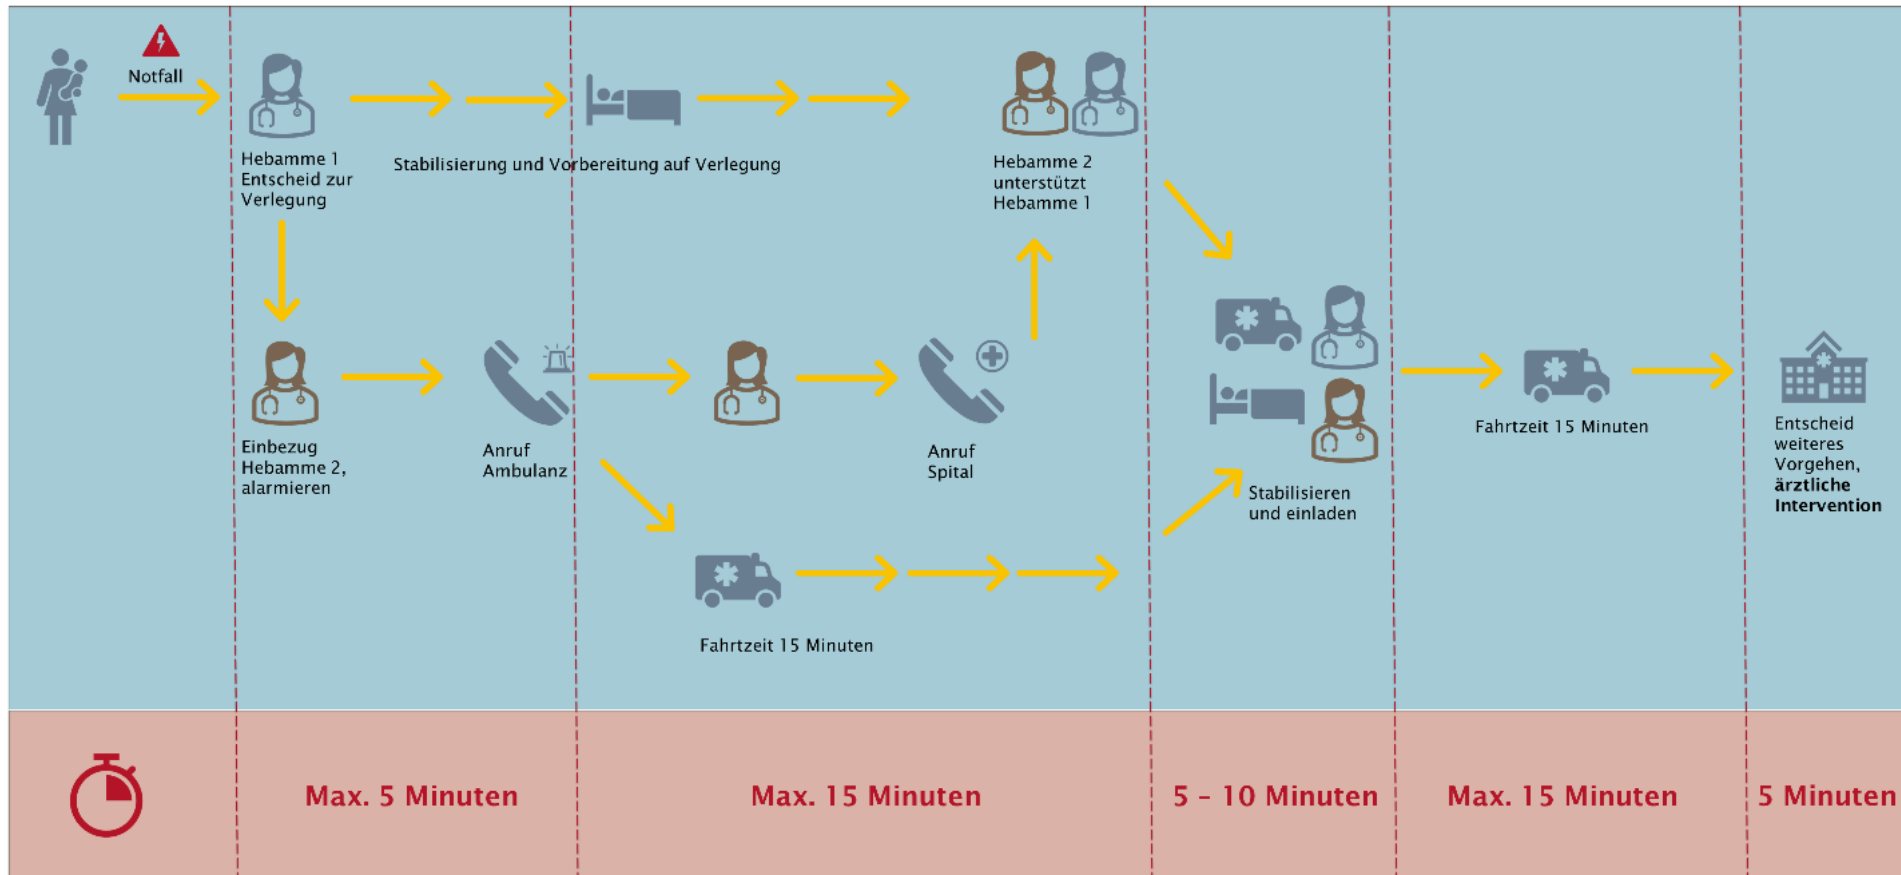 Notfall
Hebamme 1
Entscheid zur
Verlegung
Stabilisierung und Vorbereitung auf Verlegung
Hebamme 2
unterstützt
Hebamme 1
Einbezug
Hebamme 2,
alarmieren
Anruf
Ambulanz
Anruf
Spital
Fahrtzeit 15 Minuten
Stabilisieren
und einladen
Fahrtzeit 15 Minuten
Entscheid
weiteres
Vorgehen,
ärztliche
Intervention
Max. 5 Minuten
Max. 15 Minuten
5 – 10 Minuten
Max. 15 Minuten
5 Minuten